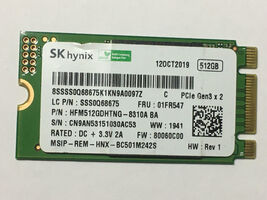 SK hynix
12OCT2019 512GB
8SSSS0Q68675K1KN9A0097Z C PCIe Gen3 x 2
LC P/N : SSS0Q68675 FRU : 01FR547
P/N : HFM512GDHTNG-8310A BA
S/N : CN9AN53151030AC53 WW : 1941
RATED : DC + 3.3V 2A FW : 80060C00
MSIP-REM-HNX-BC501M242S HW : Rev 1